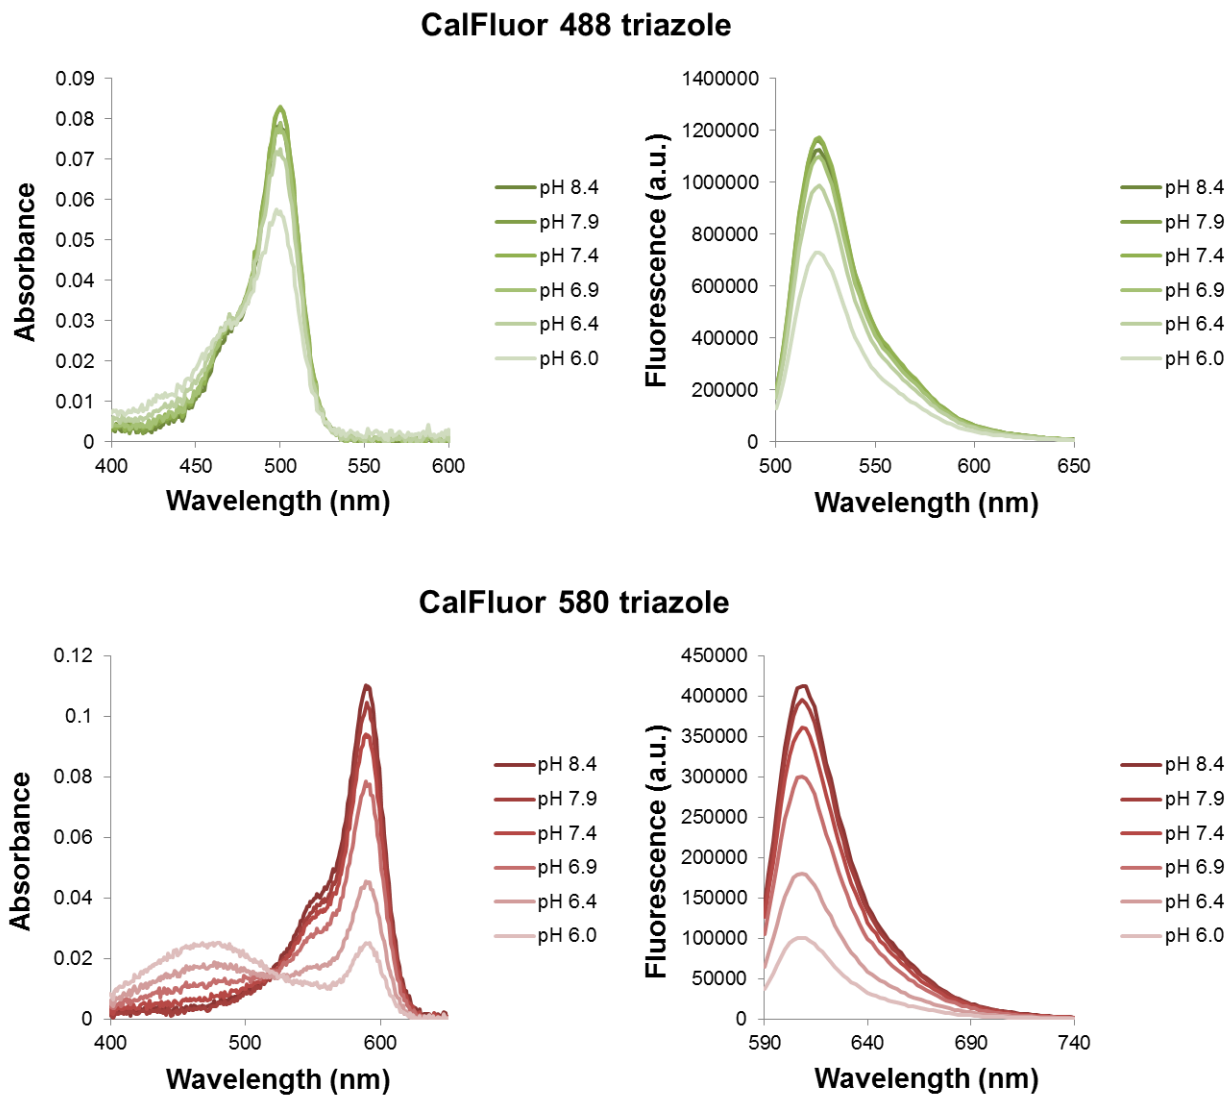 CalFluor 488 triazole
Absorbance
0.09
0.08
0.07
0.06
0.05
0.04
0.03
0.02
0.01
0
400 450 500 550 600
Wavelength (nm)
pH 8.4
pH 7.9
pH 7.4
pH 6.9
pH 6.4
pH 6.0
Fluorescence (a.u.)
1400000
1200000
1000000
800000
600000
400000
200000
0
500 550 600 650
Wavelength (nm)
pH 8.4
pH 7.9
pH 7.4
pH 6.9
pH 6.4
pH 6.0
CalFluor 580 triazole
Absorbance
0.12
0.1
0.08
0.06
0.04
0.02
0
400 500 600
Wavelength (nm)
pH 8.4
pH 7.9
pH 7.4
pH 6.9
pH 6.4
pH 6.0
Fluorescence (a.u.)
450000
400000
350000
300000
250000
200000
150000
100000
50000
0
590 640 690 740
Wavelength (nm)
pH 8.4
pH 7.9
pH 7.4
pH 6.9
pH 6.4
pH 6.0